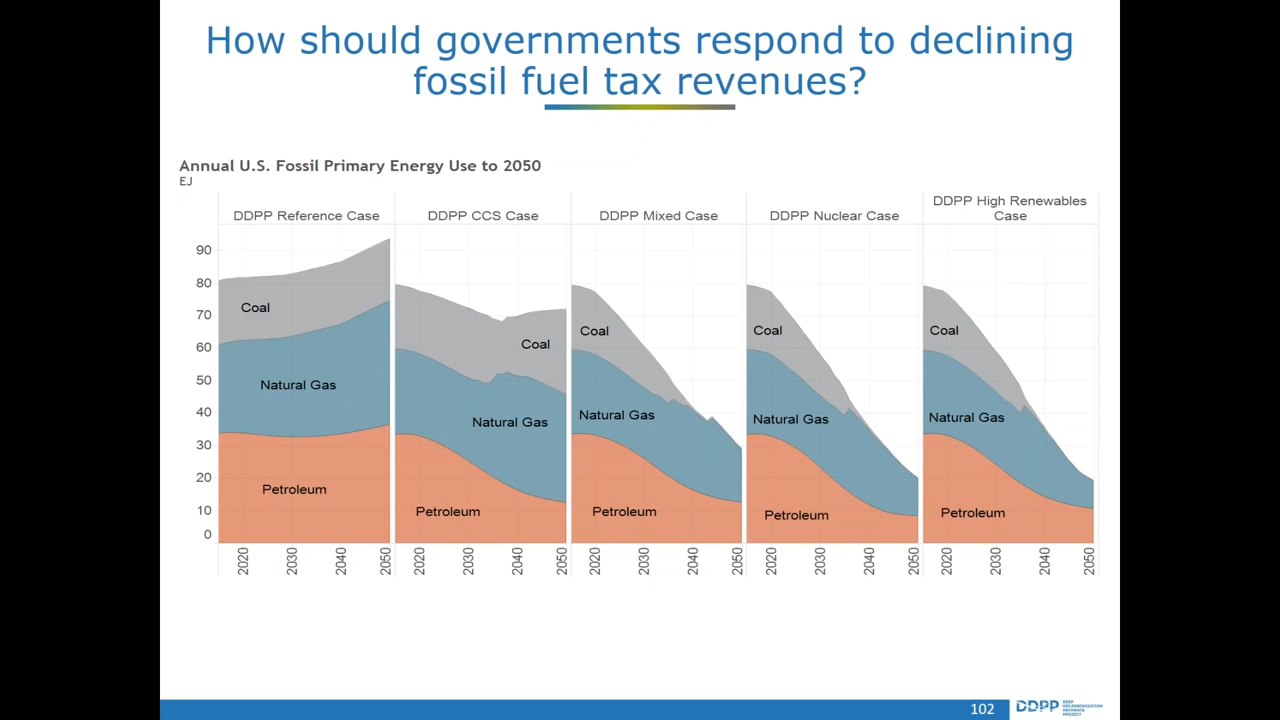 How should governments respond to declining
fossil fuel tax revenues?
Annual U.S. Fossil Primary Energy Use to 2050
EJ
DDPP Reference Case
DDPP CCS Case
DDPP Mixed Case
DDPP Nuclear Case
DDPP High Renewables
Case
90
80
70
60
50
40
30
20
10
0
Coal
Natural Gas
Petroleum
Coal
Natural Gas
Petroleum
Coal
Natural Gas
Petroleum
Coal
Natural Gas
Petroleum
Coal
Natural Gas
Petroleum
2020 2030 2040 2050
2020 2030 2040 2050
2020 2030 2040 2050
2020 2030 2040 2050
2020 2030 2040 2050
102
DDPP
DEEP
DECARBONIZATION
PATHWAYS
PROJECT